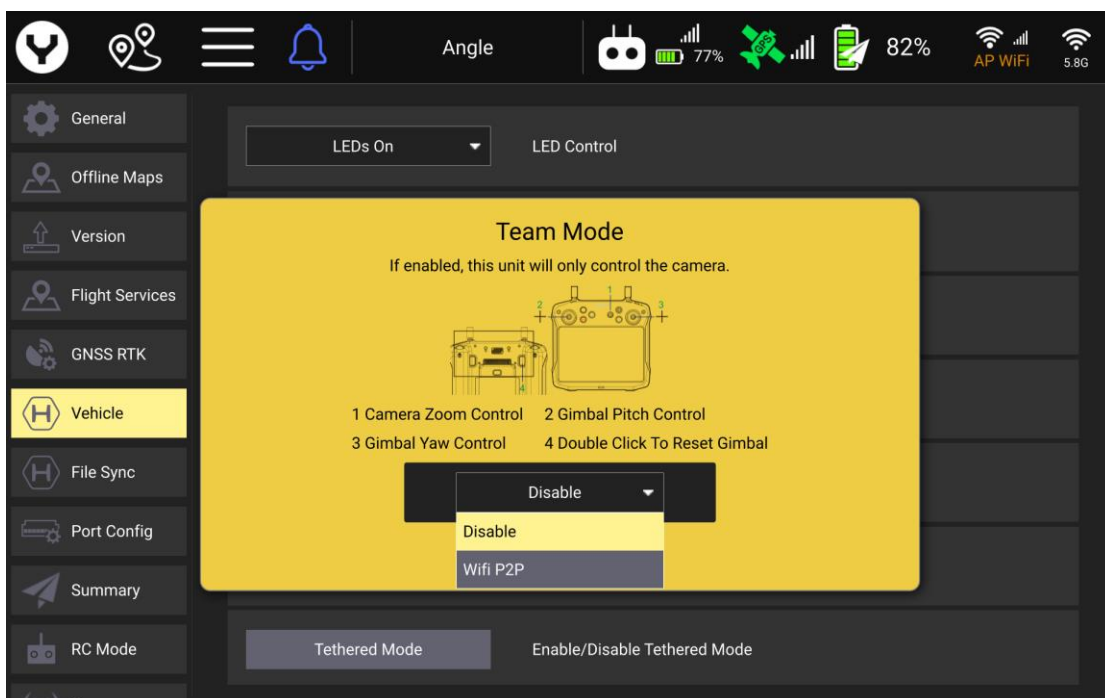 Angle
77%
GPS
82%
AP WiFi
5.8G
General
Offline Maps
Version
Flight Services
GNSS RTK
Vehicle
File Sync
Port Config
Summary
RC Mode
LEDs On
LED Control
Team Mode
If enabled, this unit will only control the camera.
2 1 3
4
1 Camera Zoom Control 2 Gimbal Pitch Control
3 Gimbal Yaw Control 4 Double Click To Reset Gimbal
Disable
Disable
Wifi P2P
Tethered Mode
Enable/Disable Tethered Mode